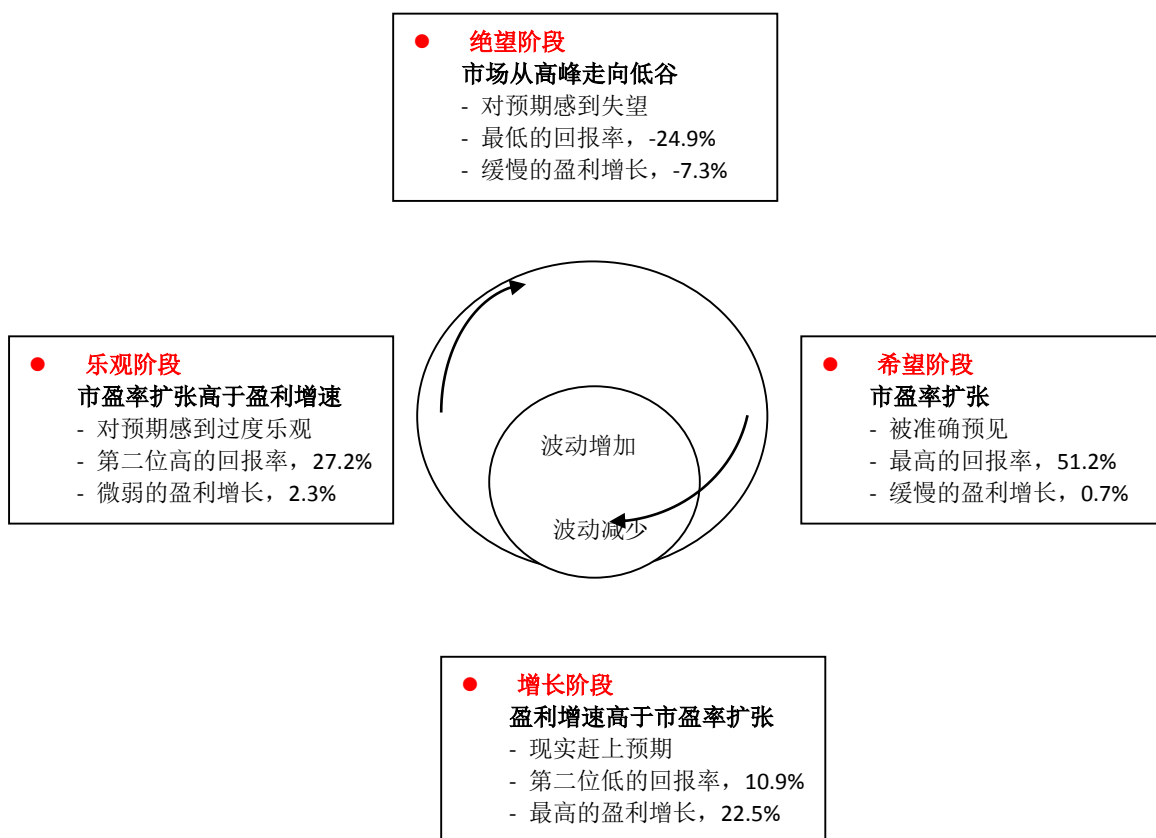 绝望阶段
市场从高峰走向低谷
- 对预期感到失望
- 最低的回报率，-24.9%
- 缓慢的盈利增长，-7.3%
乐观阶段
市盈率扩张高于盈利增速
- 对预期感到过度乐观
- 第二位高的回报率，27.2%
- 微弱的盈利增长，2.3%
波动增加
波动减少
希望阶段
市盈率扩张
- 被准确预见
- 最高的回报率，51.2%
- 缓慢的盈利增长，0.7%
增长阶段
盈利增速高于市盈率扩张
- 现实赶上预期
- 第二位低的回报率，10.9%
- 最高的盈利增长，22.5%